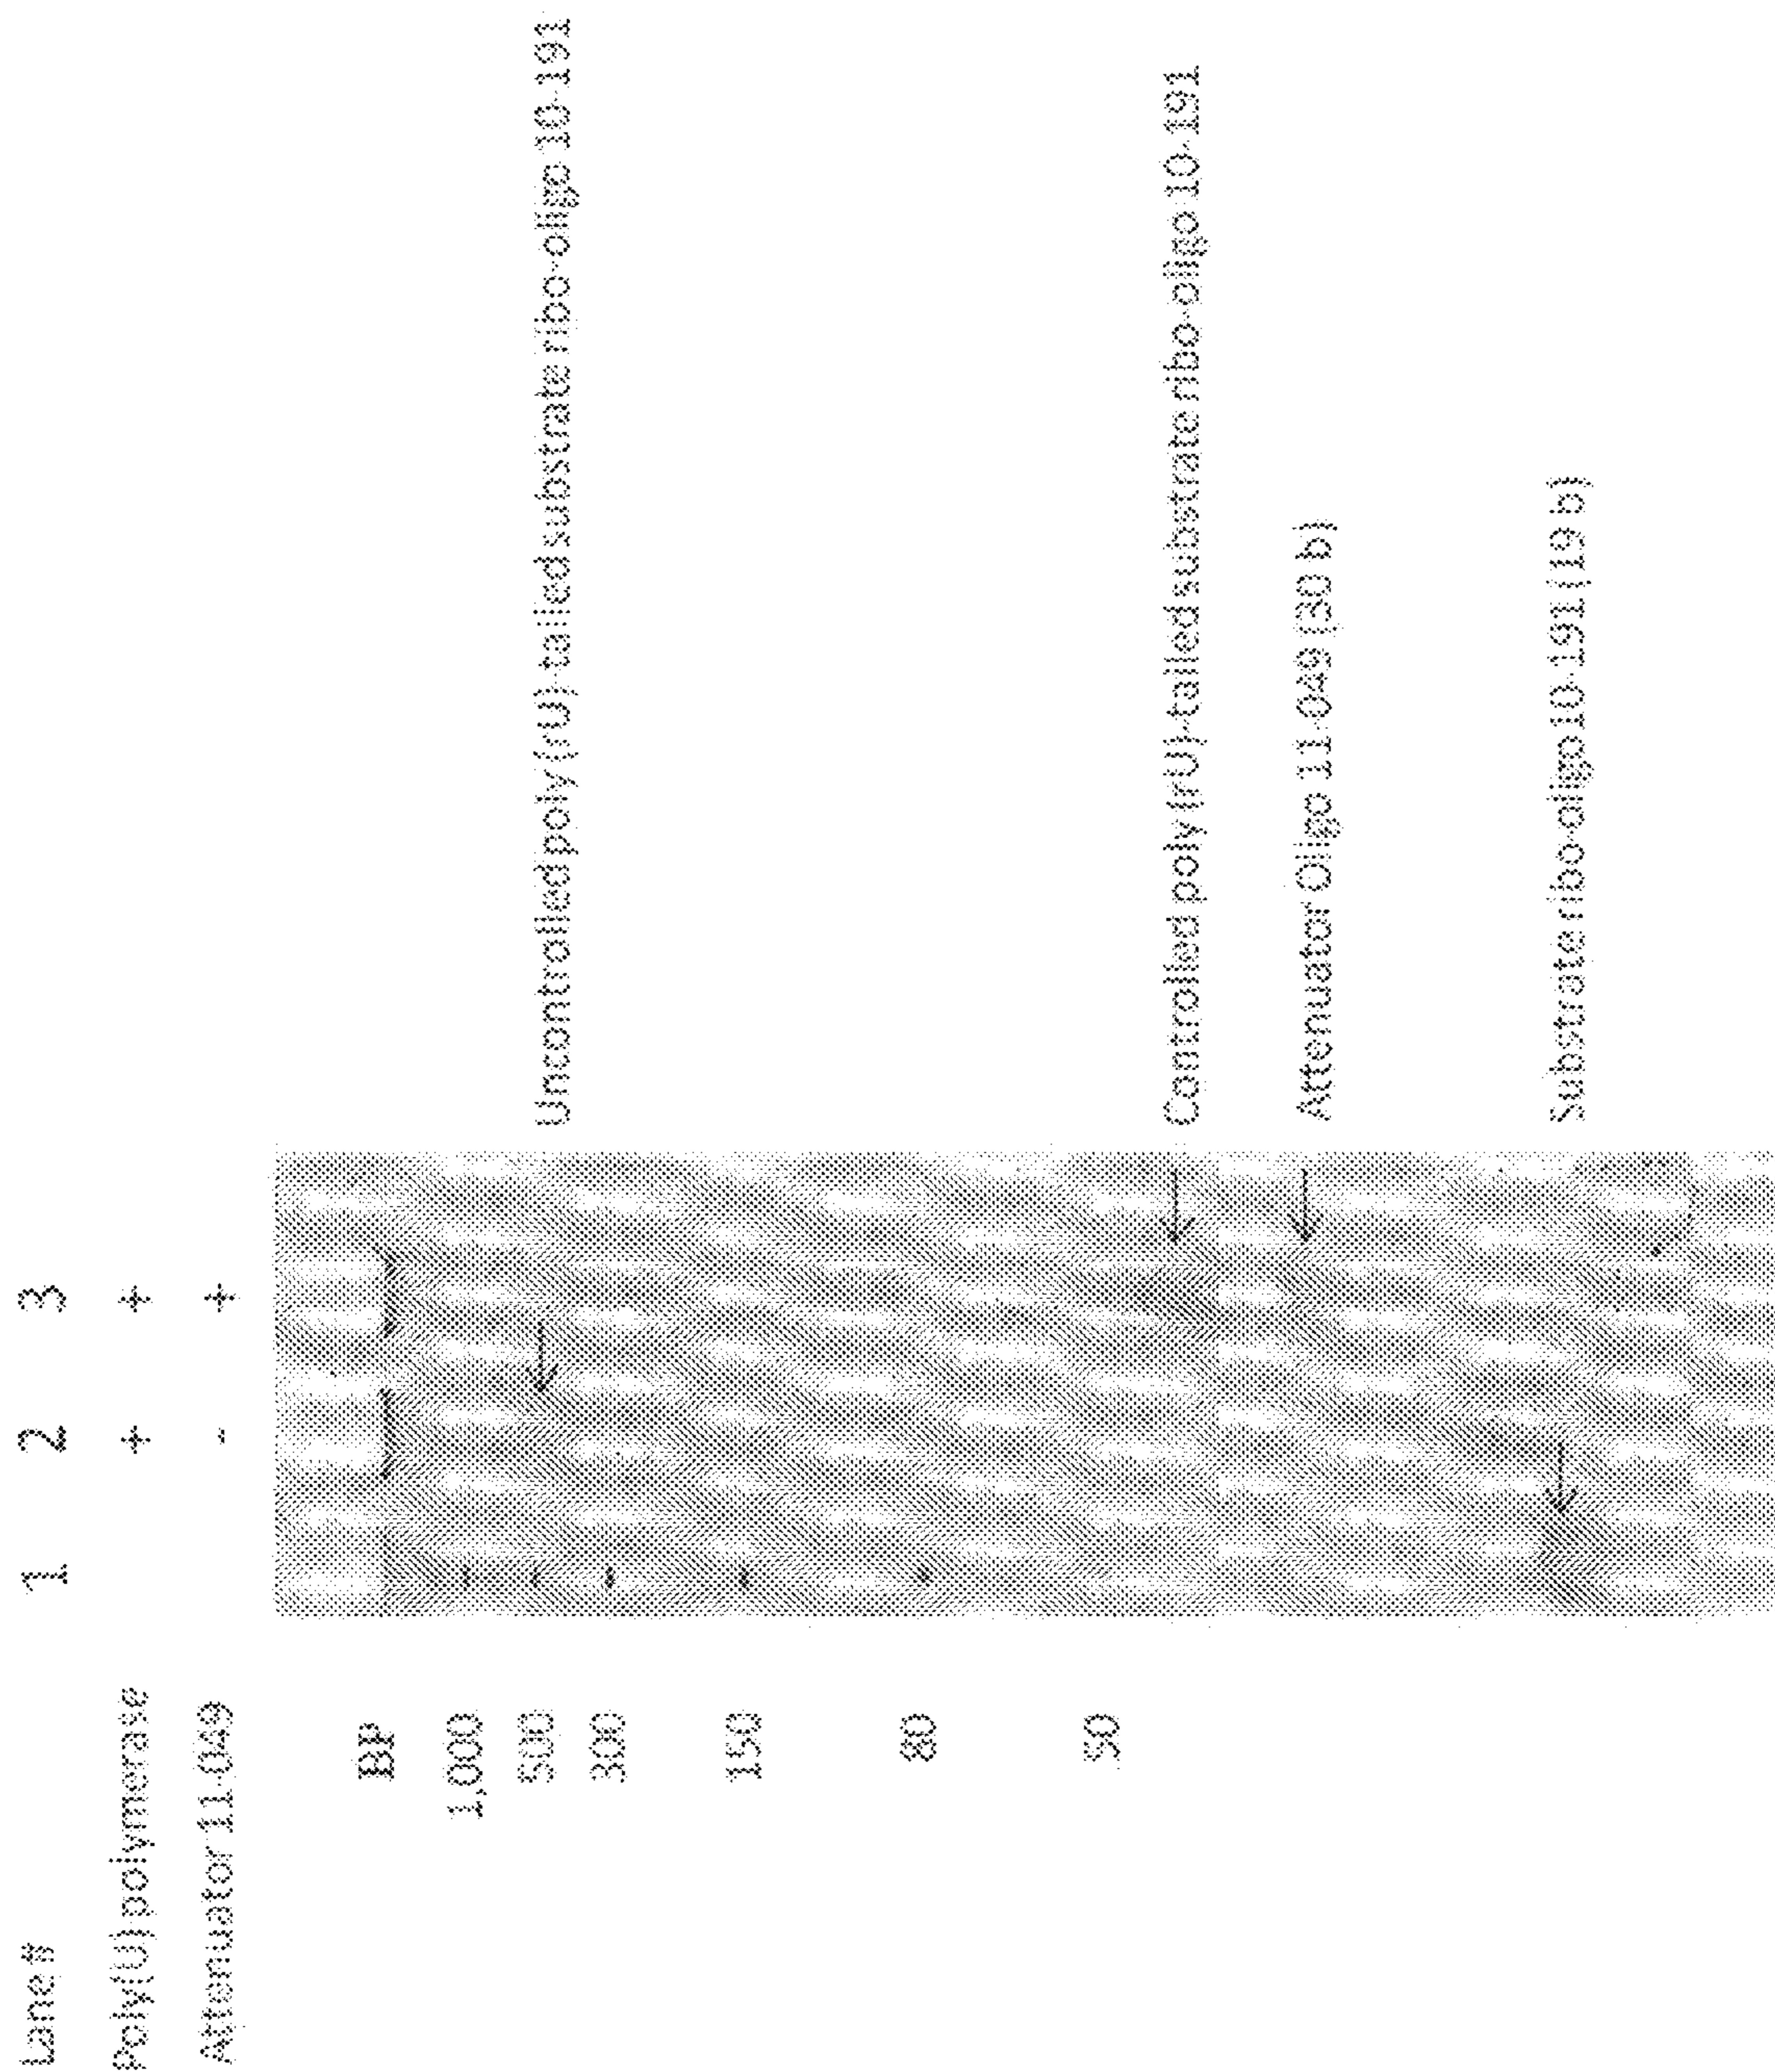 Lane # 1 2 3
Poly(U) polymerase + +
Attenuator 11-049 - +
BP
1,000
500
Uncontrolled poly (rU)-tailed substrate ribo-oligo 10-191
300
150
80
50
Controlled poly (rU)-tailed substrate ribo-oligo 10-191
Attenuator Oligo 11-049 (30 b)
Substrate ribo-oligo 10-191 (19 b)